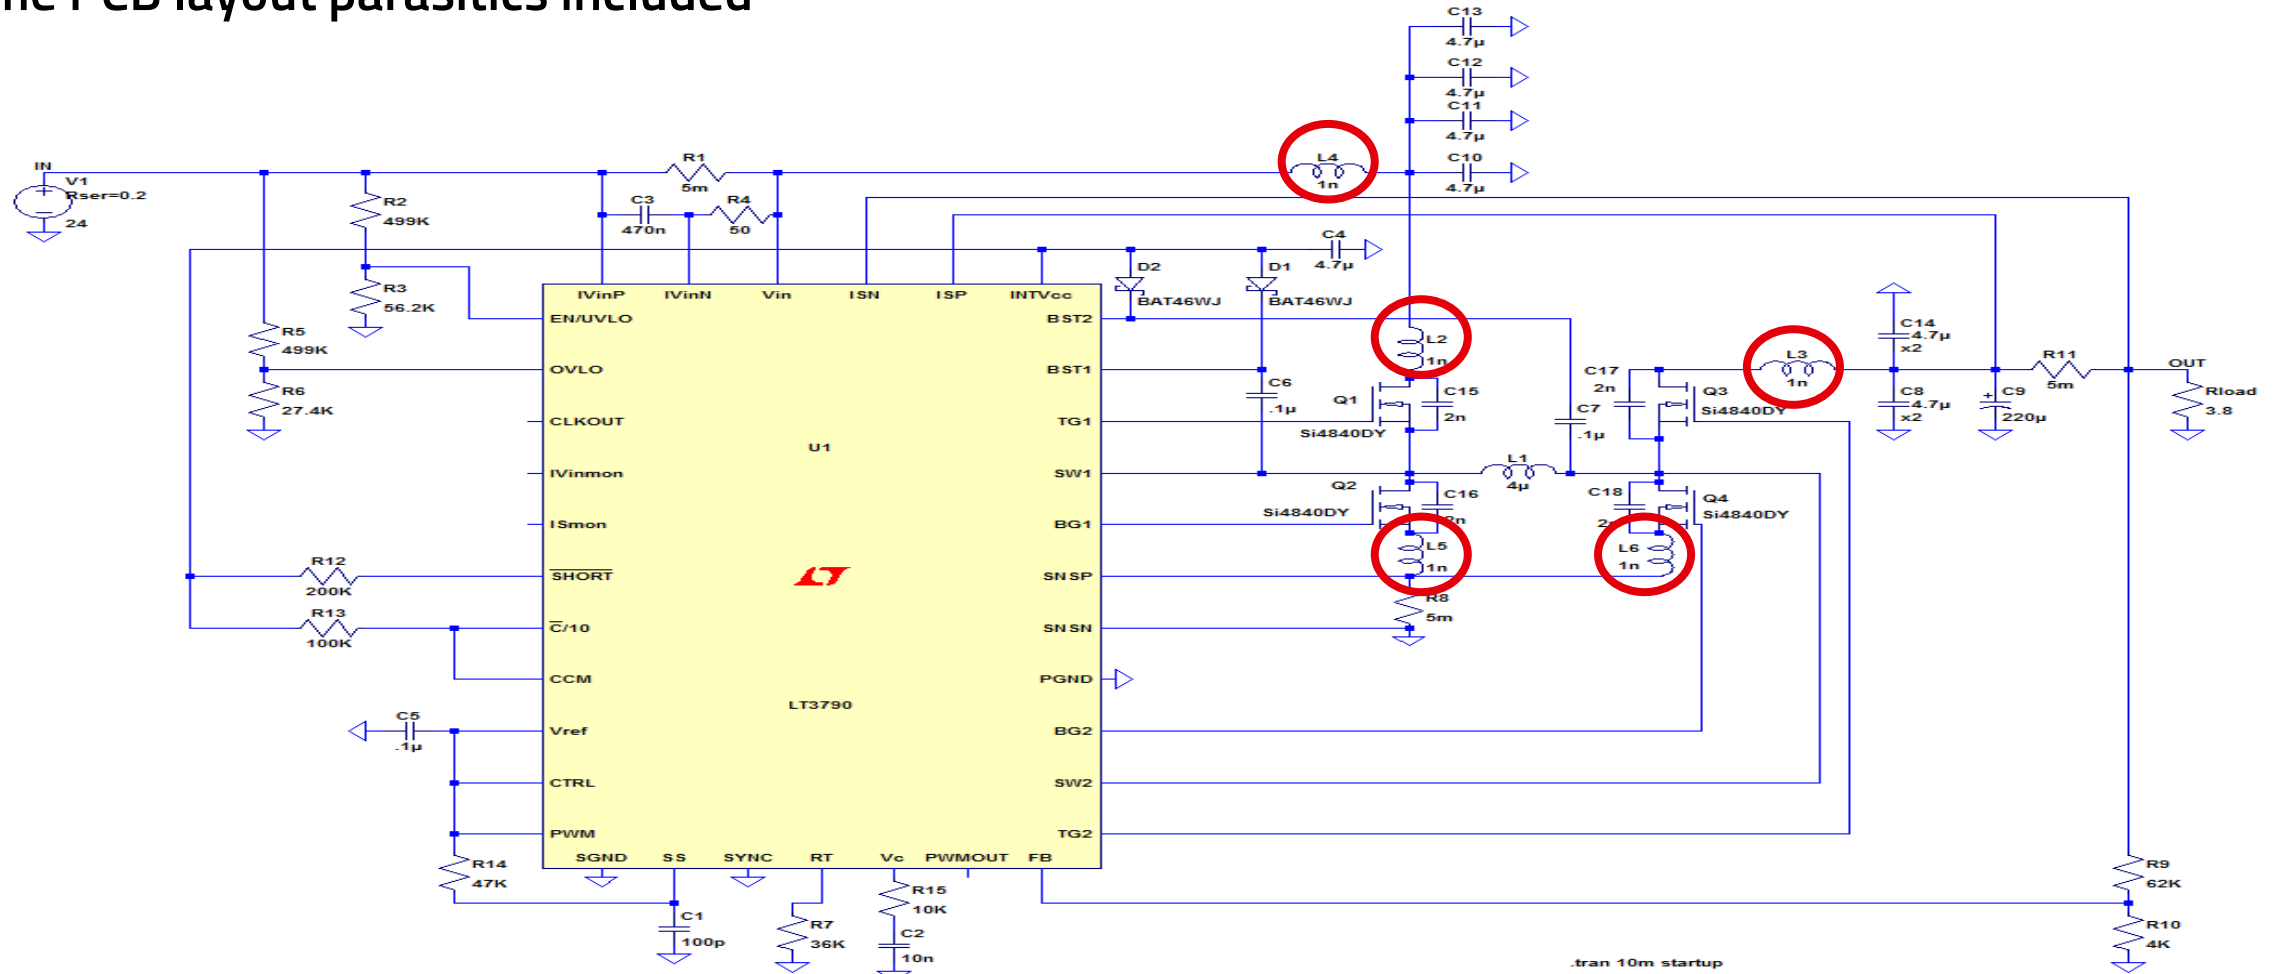 he PCB layout parasitics included
C13
4.7µ
C12
4.7µ
C11
4.7µ
C10
4.7µ
L4
1n
IN
V1
Rser=0.2
24
R1
5m
R2
499K
C3
470n
R4
50
C4
4.7µ
R3
56.2K
D2
BAT46WJ
D1
BAT46WJ
IVinP
IVinN
Vin
ISN
ISP
INTVcc
EN/UVLO
BST2
R5
499K
OVLO
BST1
R6
27.4K
CLKOUT
TG1
U1
IVinmon
SW1
ISmon
BG1
R12
200K
SHORT
SNSP
R13
100K
C/10
SNSN
CCM
PGND
LT3790
C5
.1µ
Vref
BG2
CTRL
SW2
PWM
TG2
SGND
SS
SYNC
RT
Vc
PWMOUT
FB
R14
47K
C1
100p
R7
36K
R15
10K
C2
10n
L2
1n
C6
.1µ
Q1
Si4840DY
C15
2n
C7
.1µ
C17
2n
Q3
Si4840DY
L3
1n
C14
4.7µ
x2
C8
4.7µ
x2
C9
220µ
R11
5m
OUT
Rload
3.8
L1
4µ
Q2
Si4840DY
C16
2n
C18
Q4
Si4840DY
L5
1n
L6
1n
R8
5m
R9
62K
R10
4K
.tran 10m startup